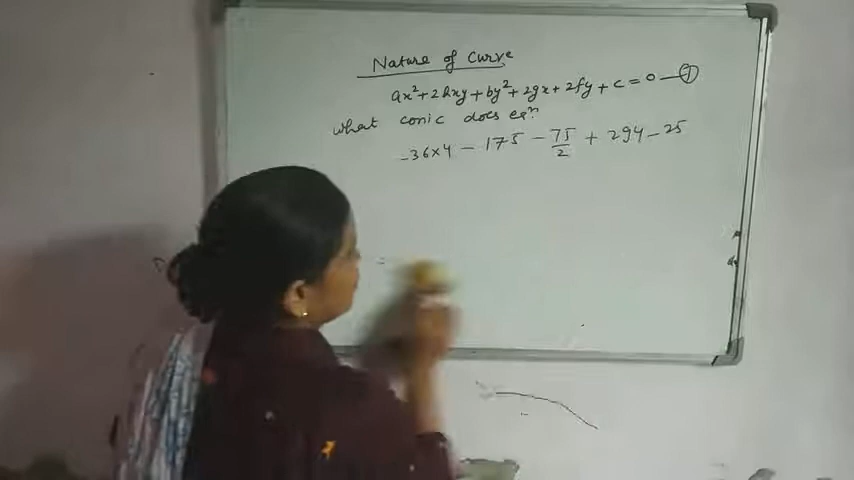 Nature of Curve
ax²+2hxy+by²+2gx+2fy+c=0 — ①
what conic does eqⁿ
-36×4 - 175 - 75/2 + 294 - 25